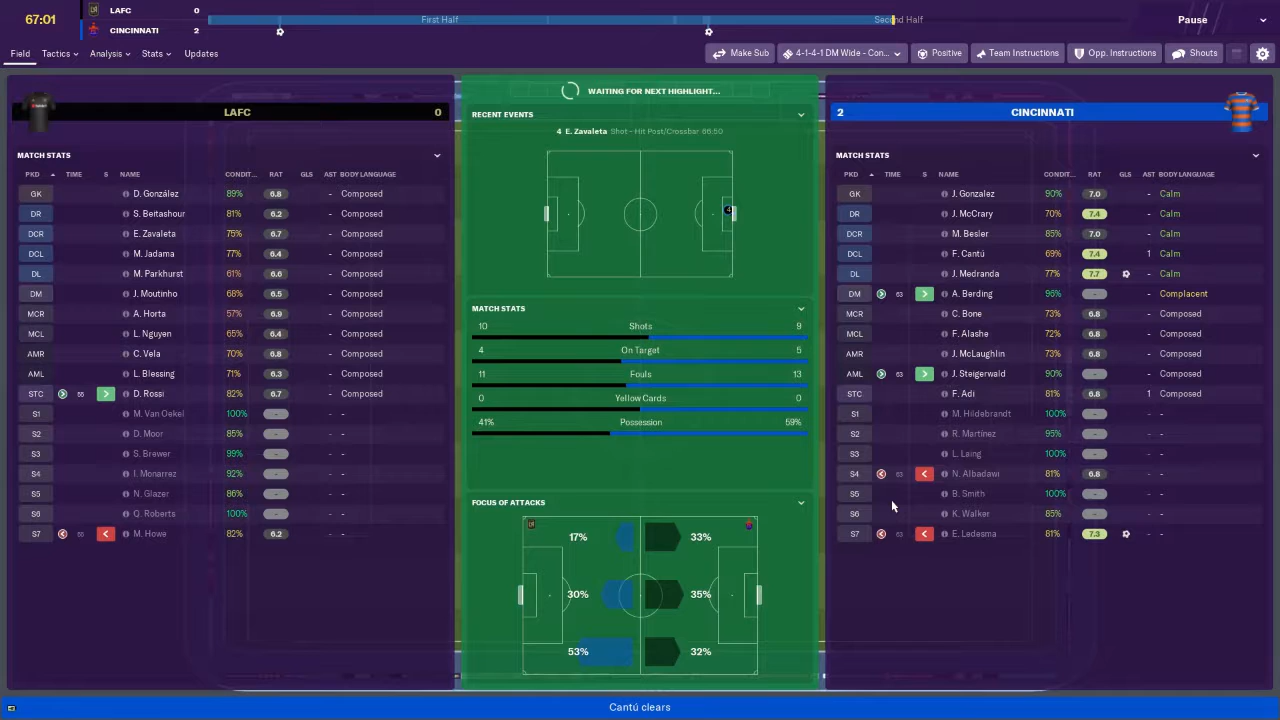 67:01
LAFC 0
CINCINNATI 2
First Half Second Half
Pause
Field Tactics Analysis Stats Updates
Make Sub 4-1-4-1 DM Wide - Con... Positive Team Instructions Opp. Instructions Shouts
LAFC 0
MATCH STATS
PKD TIME S NAME CONDIT... RAT GLS AST BODY LANGUAGE
GK D. González 89% 6.8 - Composed
DR S. Beitashour 81% 6.2 - Composed
DCR E. Zavaleta 75% 6.7 - Composed
DCL M. Jadama 77% 6.4 - Composed
DL M. Parkhurst 61% 6.6 - Composed
DM J. Moutinho 68% 6.5 - Composed
MCR A. Horta 57% 6.9 - Composed
MCL L. Nguyen 65% 6.4 - Composed
AMR C. Vela 70% 6.8 - Composed
AML L. Blessing 71% 6.3 - Composed
STC 55 D. Rossi 82% 6.7 - Composed
S1 M. Van Oekel 100% - - -
S2 D. Moor 85% - - -
S3 S. Brewer 99% - - -
S4 I. Monarrez 92% - - -
S5 N. Glazer 86% - - -
S6 Q. Roberts 100% - - -
S7 55 M. Howe 82% 6.2 - -
WAITING FOR NEXT HIGHLIGHT...
RECENT EVENTS
4 E. Zavaleta Shot - Hit Post/Crossbar 66:50
4
MATCH STATS
10 Shots 9
4 On Target 5
11 Fouls 13
0 Yellow Cards 0
41% Possession 59%
FOCUS OF ATTACKS
17% 33%
30% 35%
53% 32%
2 CINCINNATI
MATCH STATS
PKD TIME S NAME CONDIT... RAT GLS AST BODY LANGUAGE
GK J. Gonzalez 90% 7.0 - Calm
DR J. McCrary 70% 7.4 - Calm
DCR M. Besler 85% 7.0 - Calm
DCL F. Cantú 69% 7.4 1 Calm
DL J. Medranda 77% 7.7 - Calm
DM 63 A. Berding 96% - - Complacent
MCR C. Bone 73% 6.8 - Composed
MCL F. Alashe 72% 6.8 - Composed
AMR J. McLaughlin 73% 6.8 - Composed
AML 63 J. Steigerwald 90% - - Composed
STC F. Adi 81% 6.8 1 Composed
S1 M. Hildebrandt 100% - - -
S2 R. Martínez 95% - - -
S3 L. Laing 100% - - -
S4 63 N. Albadawi 81% 6.8 - -
S5 B. Smith 100% - - -
S6 K. Walker 85% - - -
S7 63 E. Ledesma 81% 7.3 - -
Cantú clears